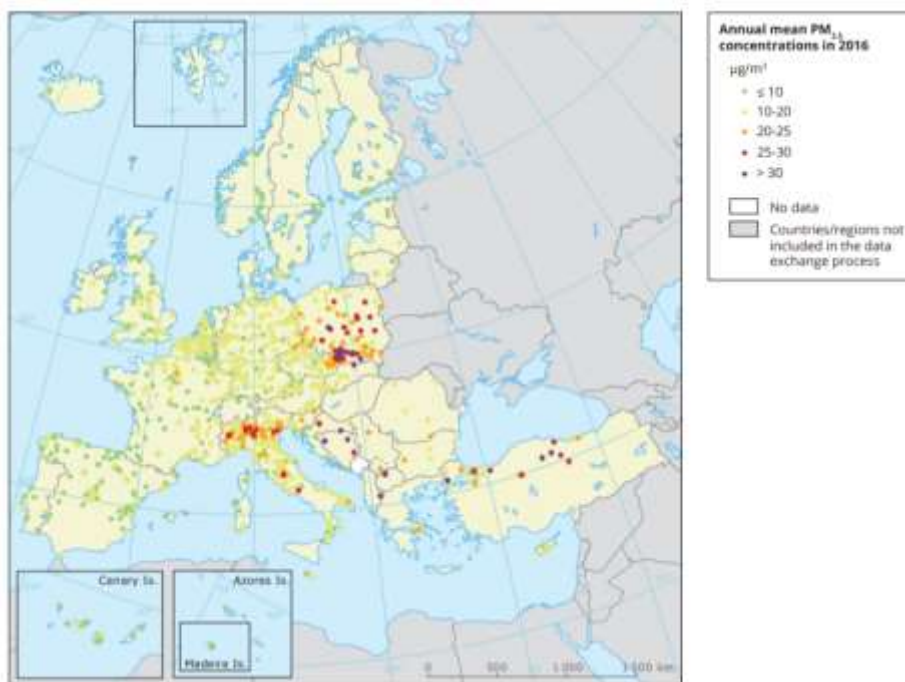 Annual mean PM2.5
concentrations in 2016
µg/m³
≤ 10
10-20
20-25
25-30
> 30
No data
Countries/regions not
included in the data
exchange process
Canary Is.
Azores Is.
Madeira Is.
0 500 1 000 1 500 km